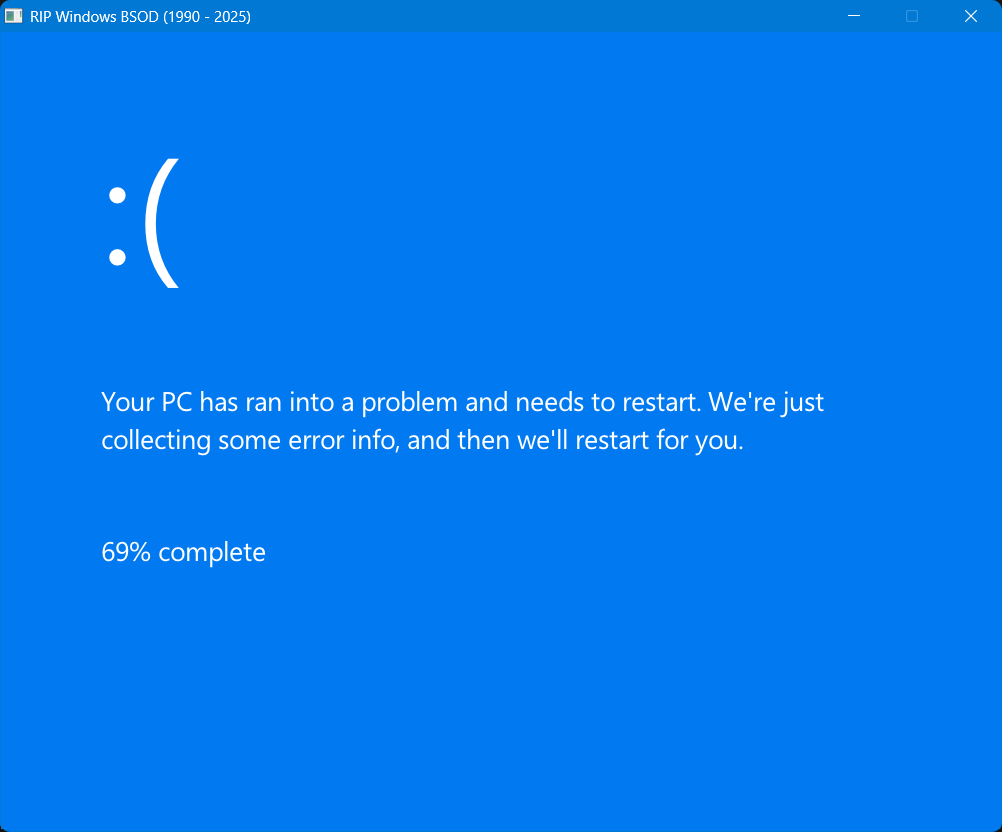 RIP Windows BSOD (1990 - 2025)
:(
Your PC has ran into a problem and needs to restart. We're just
collecting some error info, and then we'll restart for you.
69% complete